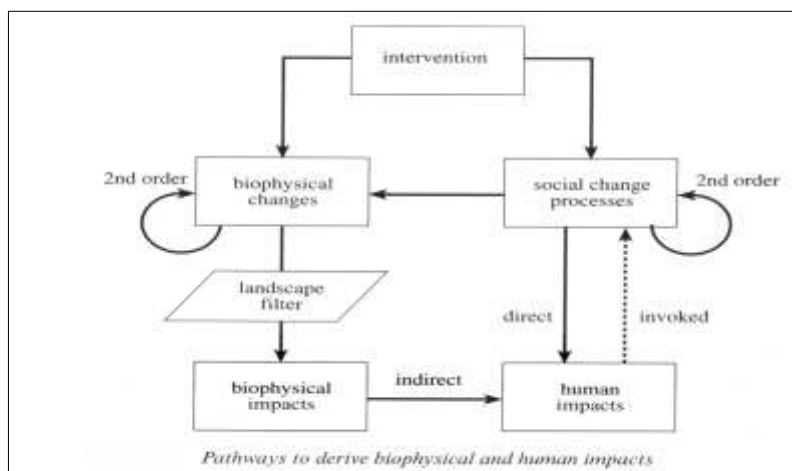 intervention
2nd order
biophysical
changes
social change
processes
2nd order
landscape
filter
direct
invoked
biophysical
impacts
indirect
human
impacts
Pathways to derive biophysical and human impacts